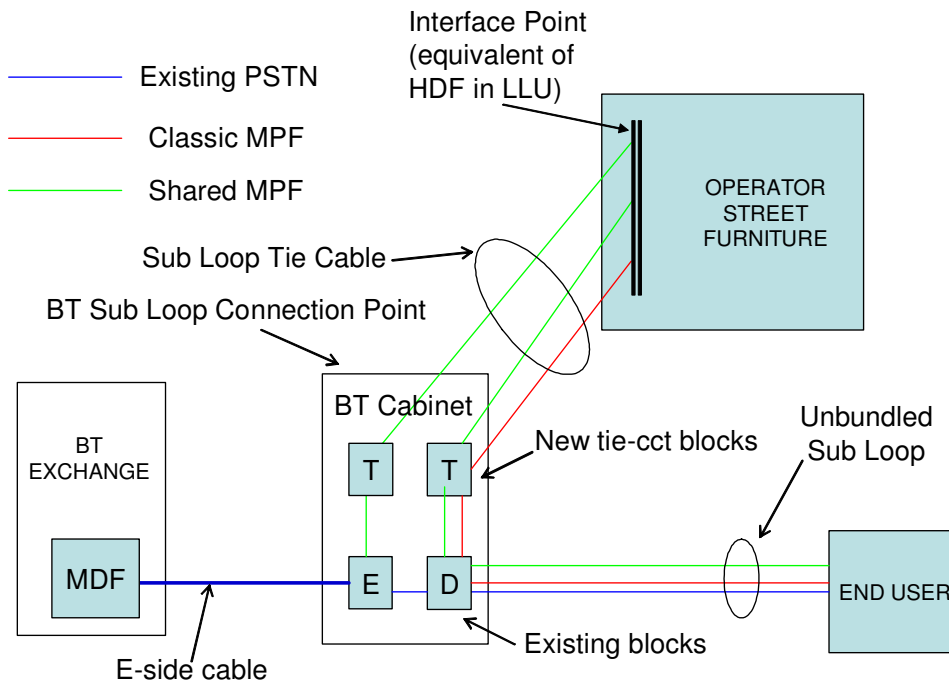 Interface Point
(equivalent of
HDF in LLU)
Existing PSTN
Classic MPF
Shared MPF
OPERATOR
STREET
FURNITURE
Sub Loop Tie Cable
BT Sub Loop Connection Point
BT
EXCHANGE
MDF
BT Cabinet
T
T
E
D
New tie-cct blocks
Unbundled
Sub Loop
END USER
Existing blocks
E-side cable